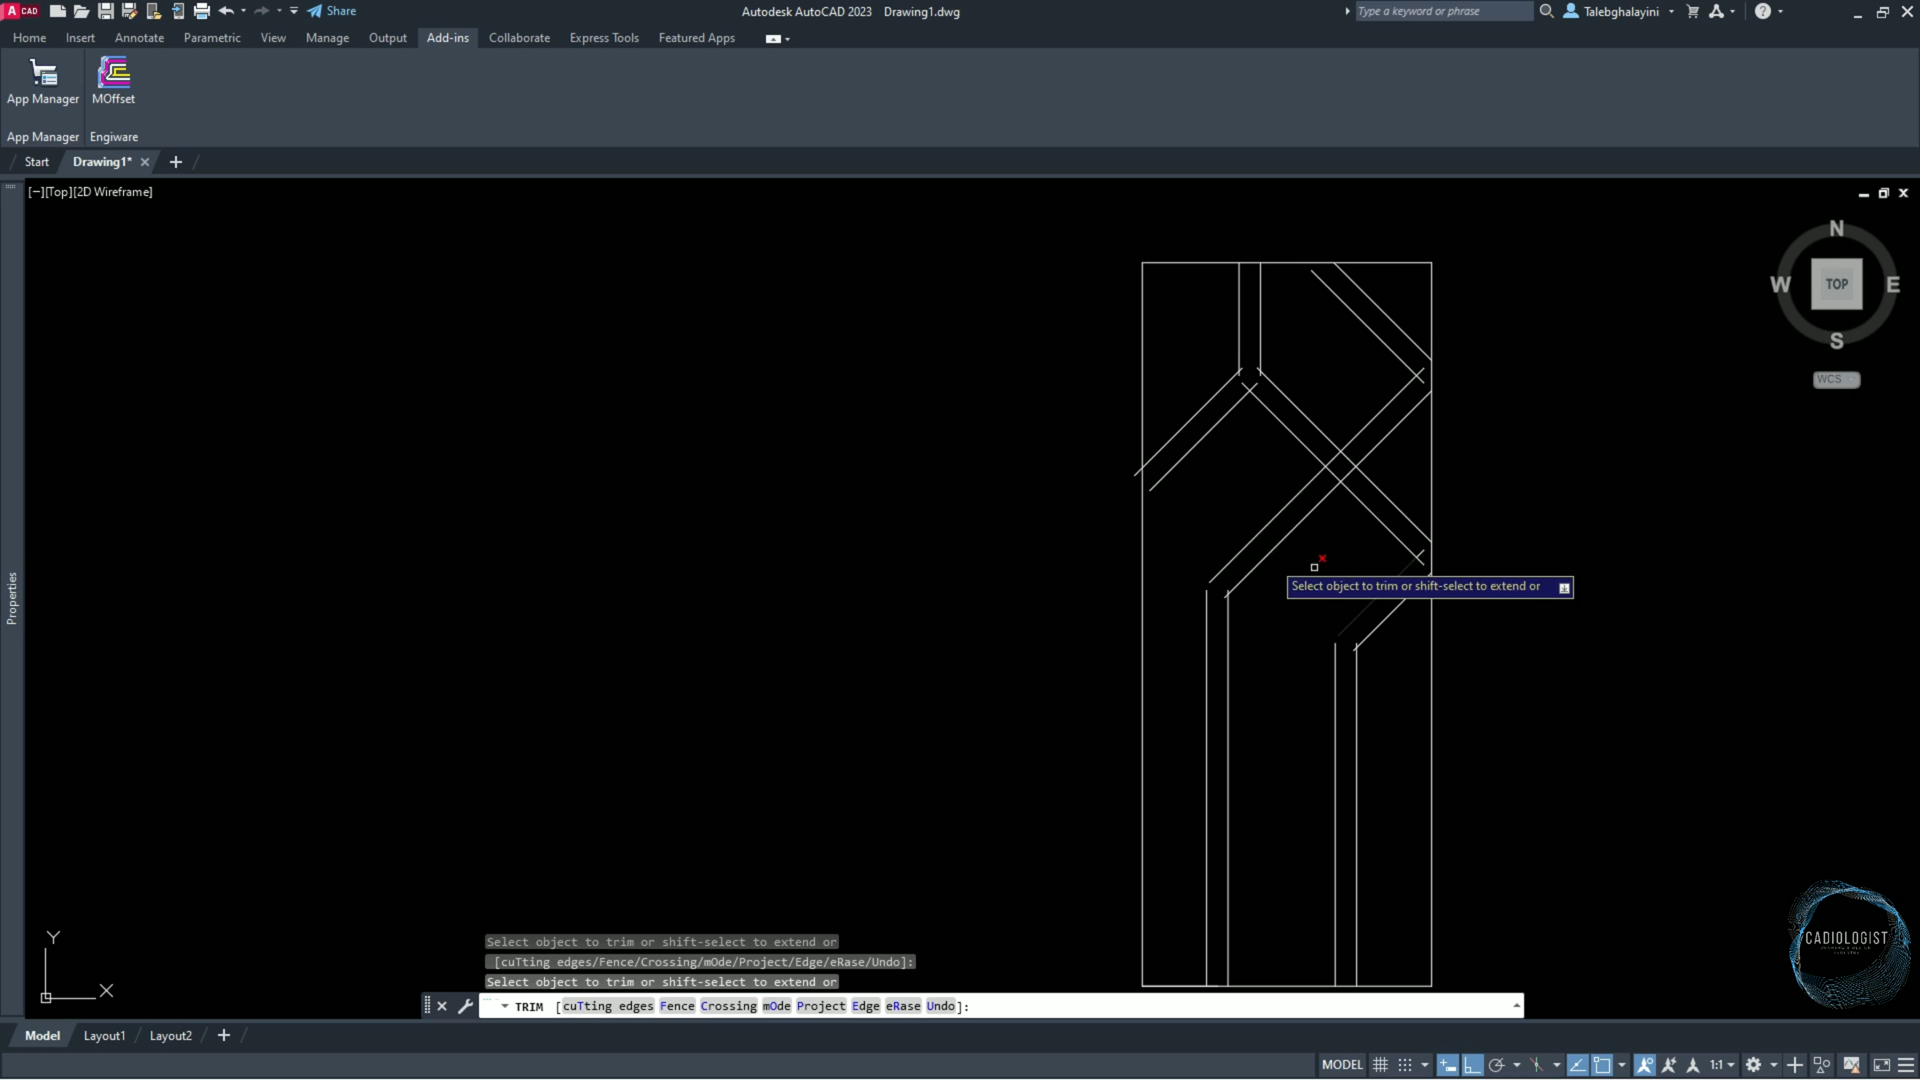 A CAD
Share
Autodesk AutoCAD 2023 Drawing1.dwg
Type a keyword or phrase
Talebghalayini
Home Insert Annotate Parametric View Manage Output Add-ins Collaborate Express Tools Featured Apps
App Manager MOffset
App Manager Engiware
Start Drawing1*
[−][Top][2D Wireframe]
N
W TOP E
S
WCS
Select object to trim or shift-select to extend or
Properties
Y
X
CADIOLOGIST
Select object to trim or shift-select to extend or
[cuTting edges/Fence/Crossing/mOde/Project/Edge/eRase/Undo]:
Select object to trim or shift-select to extend or
TRIM [cuTting edges Fence Crossing mOde Project Edge eRase Undo]:
Model Layout1 Layout2
MODEL 1:1